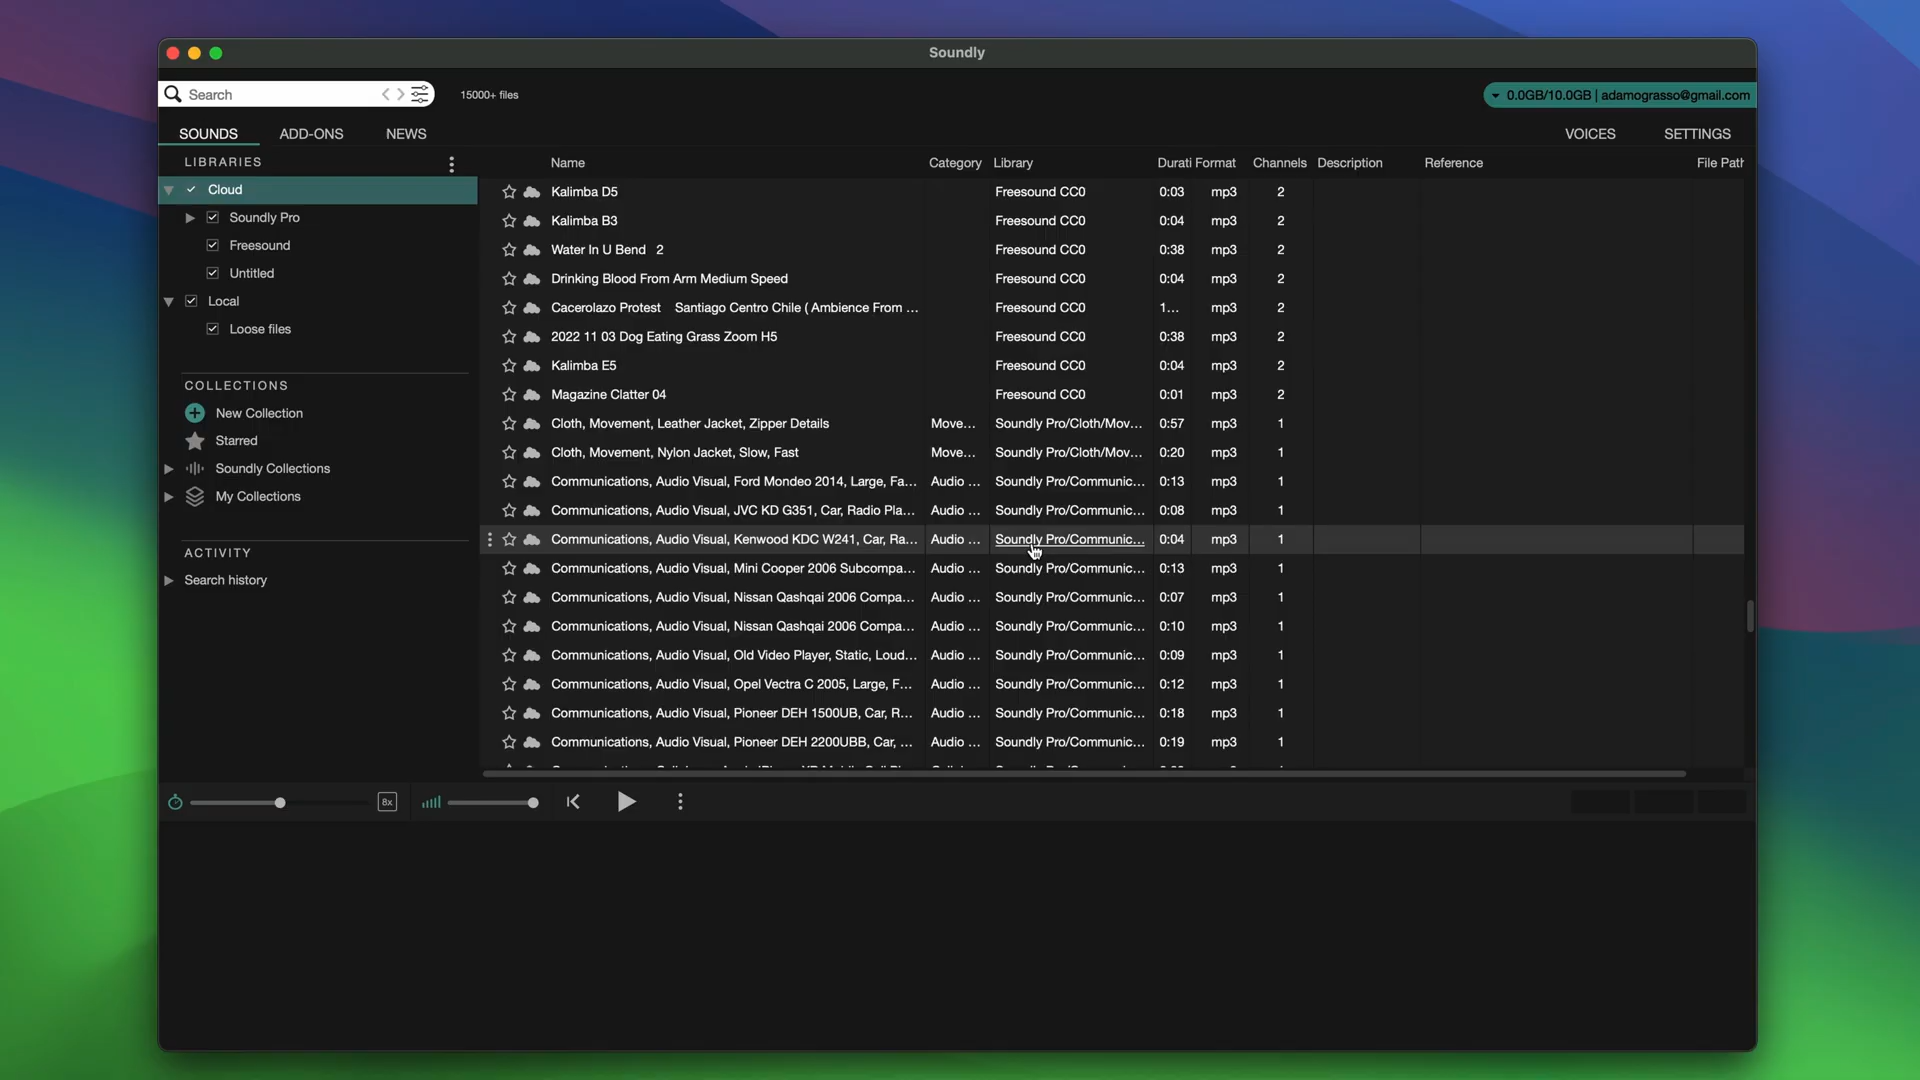 Soundly
Search
15000+ files
0.0GB/10.0GB | adamograsso@gmail.com
SOUNDS ADD-ONS NEWS VOICES SETTINGS
LIBRARIES
Cloud
Soundly Pro
Freesound
Untitled
Local
Loose files
COLLECTIONS
New Collection
Starred
Soundly Collections
My Collections
ACTIVITY
Search history
Name Category Library Durati Format Channels Description Reference File Path
Kalimba D5 Freesound CC0 0:03 mp3 2
Kalimba B3 Freesound CC0 0:04 mp3 2
Water In U Bend 2 Freesound CC0 0:38 mp3 2
Drinking Blood From Arm Medium Speed Freesound CC0 0:04 mp3 2
Cacerolazo Protest Santiago Centro Chile ( Ambience From ... Freesound CC0 1... mp3 2
2022 11 03 Dog Eating Grass Zoom H5 Freesound CC0 0:38 mp3 2
Kalimba E5 Freesound CC0 0:04 mp3 2
Magazine Clatter 04 Freesound CC0 0:01 mp3 2
Cloth, Movement, Leather Jacket, Zipper Details Move... Soundly Pro/Cloth/Mov... 0:57 mp3 1
Cloth, Movement, Nylon Jacket, Slow, Fast Move... Soundly Pro/Cloth/Mov... 0:20 mp3 1
Communications, Audio Visual, Ford Mondeo 2014, Large, Fa... Audio ... Soundly Pro/Communic... 0:13 mp3 1
Communications, Audio Visual, JVC KD G351, Car, Radio Pla... Audio ... Soundly Pro/Communic... 0:08 mp3 1
Communications, Audio Visual, Kenwood KDC W241, Car, Ra... Audio ... Soundly Pro/Communic... 0:04 mp3 1
Communications, Audio Visual, Mini Cooper 2006 Subcompa... Audio ... Soundly Pro/Communic... 0:13 mp3 1
Communications, Audio Visual, Nissan Qashqai 2006 Compa... Audio ... Soundly Pro/Communic... 0:07 mp3 1
Communications, Audio Visual, Nissan Qashqai 2006 Compa... Audio ... Soundly Pro/Communic... 0:10 mp3 1
Communications, Audio Visual, Old Video Player, Static, Loud... Audio ... Soundly Pro/Communic... 0:09 mp3 1
Communications, Audio Visual, Opel Vectra C 2005, Large, F... Audio ... Soundly Pro/Communic... 0:12 mp3 1
Communications, Audio Visual, Pioneer DEH 1500UB, Car, R... Audio ... Soundly Pro/Communic... 0:18 mp3 1
Communications, Audio Visual, Pioneer DEH 2200UBB, Car, ... Audio ... Soundly Pro/Communic... 0:19 mp3 1
8x